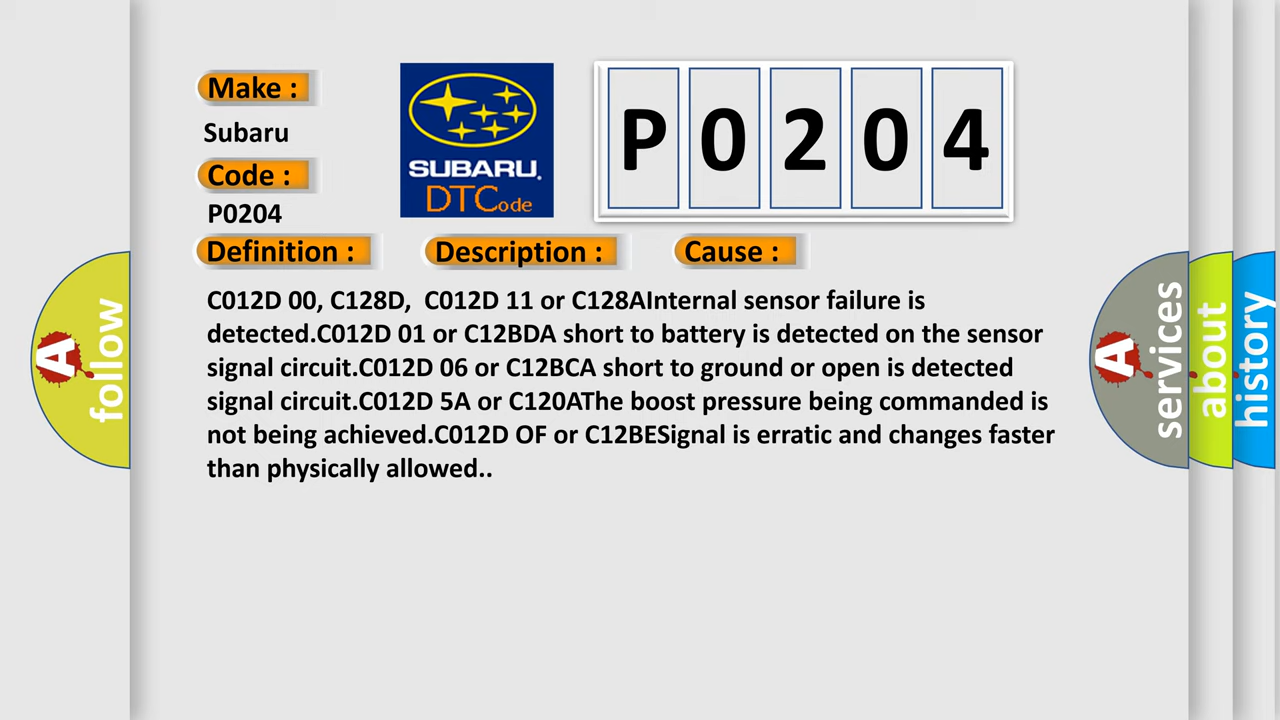 Make :
Subaru
Code :
P0204
SUBARU
DTCode
P0204
Definition :
Description :
Cause :
C012D 00, C128D,  C012D 11 or C128AInternal sensor failure is
detectedC012D 01 or C12BDA short to battery is detected on the sensor
signal circuit.C012D 06 or C12BCA short to ground or open is detected
signal circuit.C012D 5A or C120AThe boost pressure being commanded is
not being achieved.C012D OF or C12BESignal is erratic and changes faster
than physically allowed..
A follow
A services
about
history